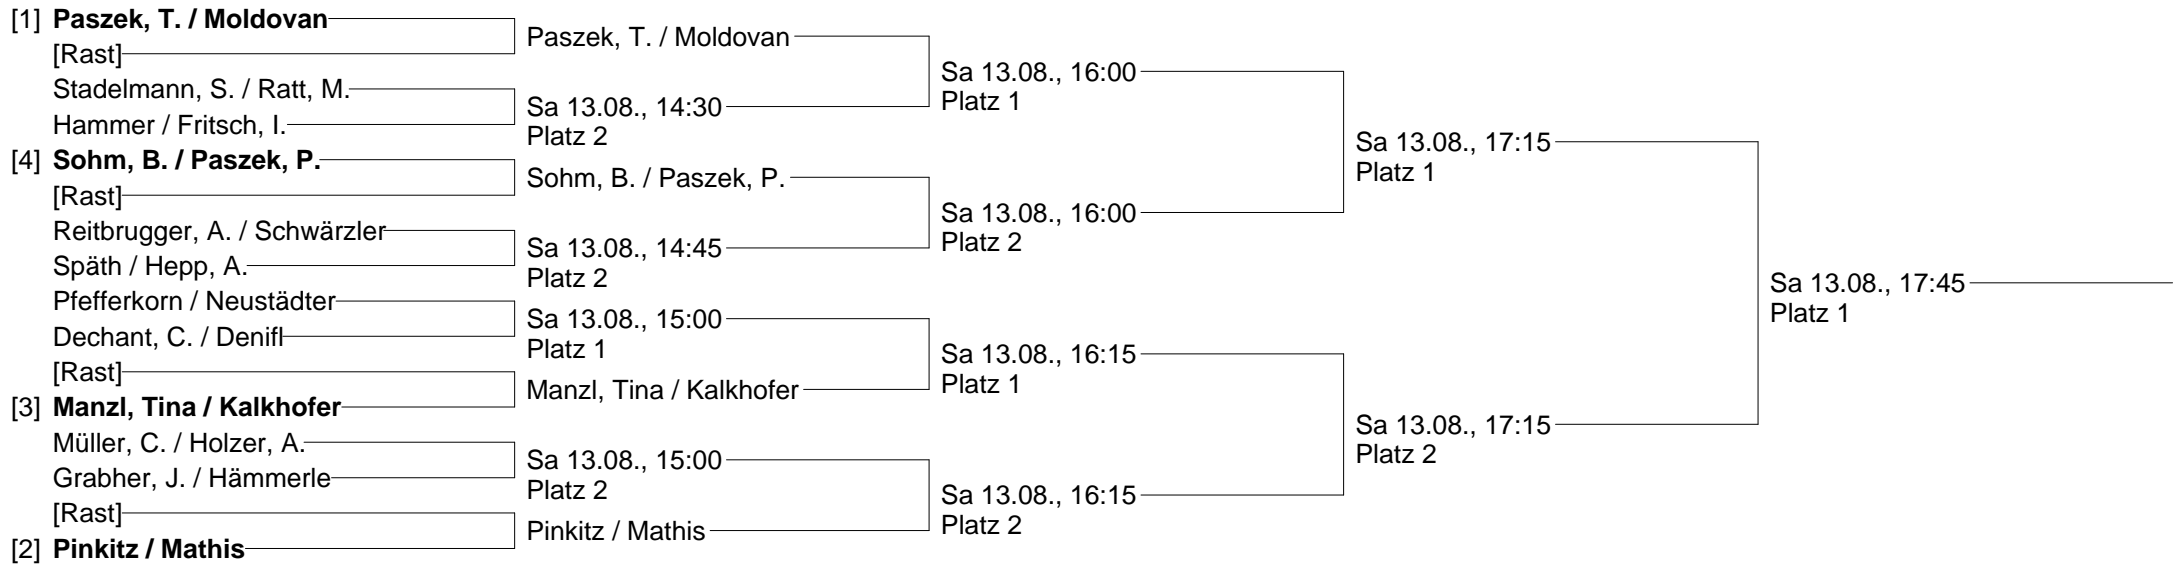 [1] Paszek, T. / Moldovan
[Rast]
Stadelmann, S. / Ratt, M.
Hammer / Fritsch, I.
[4] Sohm, B. / Paszek, P.
[Rast]
Reitbrugger, A. / Schwärzler
Späth / Hepp, A.
Pfefferkorn / Neustädter
Dechant, C. / Denifl
[Rast]
[3] Manzl, Tina / Kalkhofer
Müller, C. / Holzer, A.
Grabher, J. / Hämmerle
[Rast]
[2] Pinkitz / Mathis
Paszek, T. / Moldovan
Sa 13.08., 14:30
Platz 2
Sohm, B. / Paszek, P.
Sa 13.08., 14:45
Platz 2
Sa 13.08., 15:00
Platz 1
Manzl, Tina / Kalkhofer
Sa 13.08., 15:00
Platz 2
Pinkitz / Mathis
Sa 13.08., 16:00
Platz 1
Sa 13.08., 16:00
Platz 2
Sa 13.08., 16:15
Platz 1
Sa 13.08., 16:15
Platz 2
Sa 13.08., 17:15
Platz 1
Sa 13.08., 17:15
Platz 2
Sa 13.08., 17:45
Platz 1